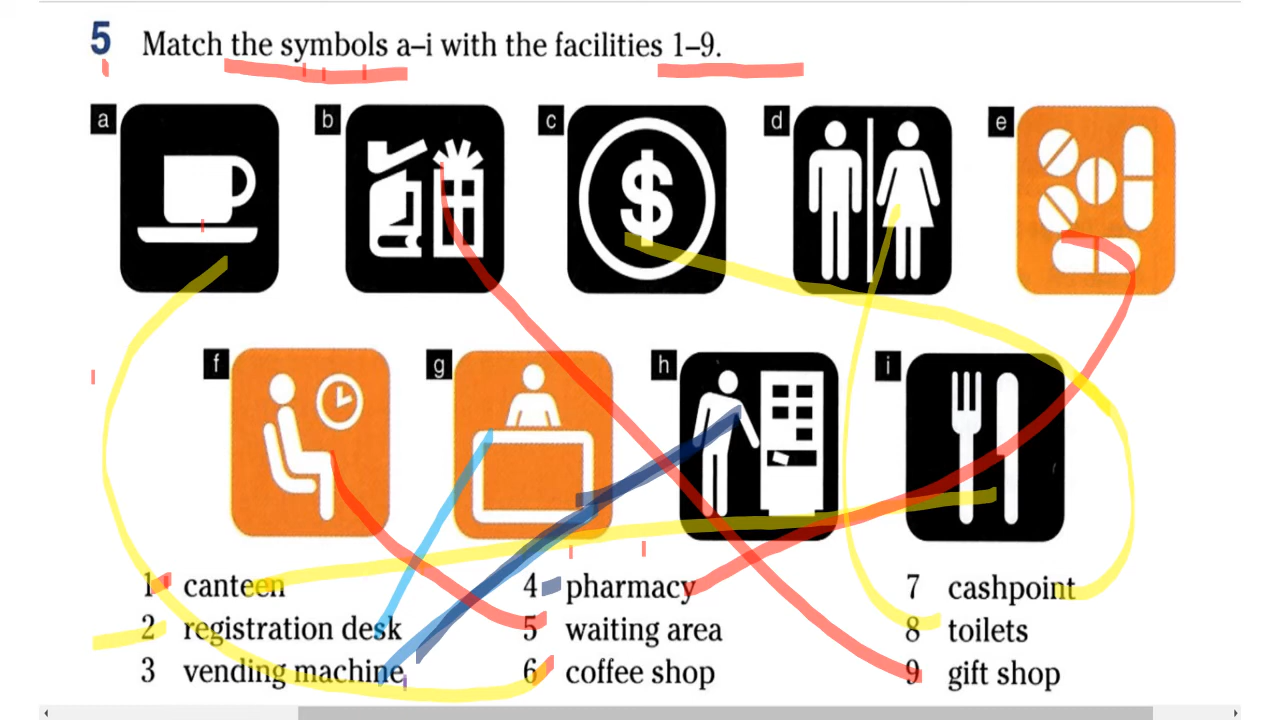 5 Match the symbols a–i with the facilities 1–9.
a b c d e
$
f g h i
1 canteen 4 pharmacy 7 cashpoint
2 registration desk 5 waiting area 8 toilets
3 vending machine 6 coffee shop 9 gift shop